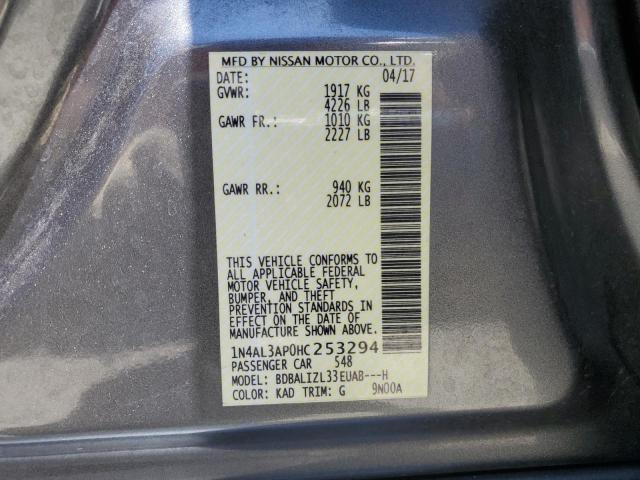 MFD BY NISSAN MOTOR CO., LTD.
DATE: 04/17
GVWR: 1917 KG
4226 LB
GAWR FR.: 1010 KG
2227 LB
GAWR RR.: 940 KG
2072 LB
THIS VEHICLE CONFORMS TO
ALL APPLICABLE FEDERAL
MOTOR VEHICLE SAFETY,
BUMPER, AND THEFT
PREVENTION STANDARDS IN
EFFECT ON THE DATE OF
MANUFACTURE SHOWN ABOVE.
1N4AL3AP0HC253294
PASSENGER CAR 548
MODEL: BDBALIZL33EUAB---H
COLOR: KAD TRIM: G 9N00A